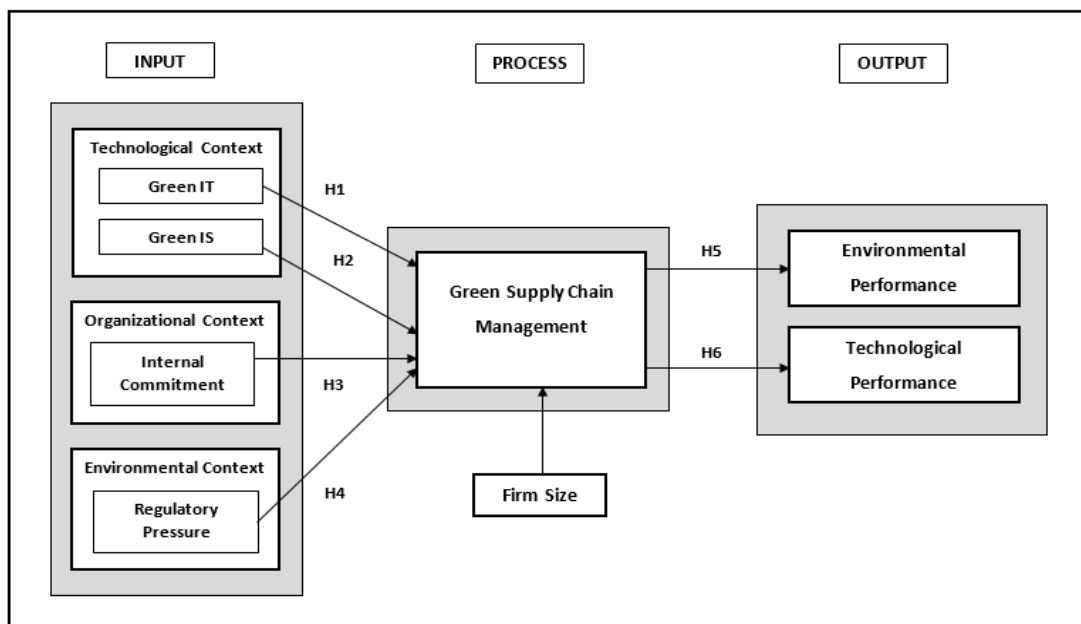 INPUT
PROCESS
OUTPUT
Technological Context
Green IT
Green IS
Organizational Context
Internal
Commitment
Environmental Context
Regulatory
Pressure
H1
H2
H3
H4
Green Supply Chain
Management
Firm Size
H5
H6
Environmental
Performance
Technological
Performance